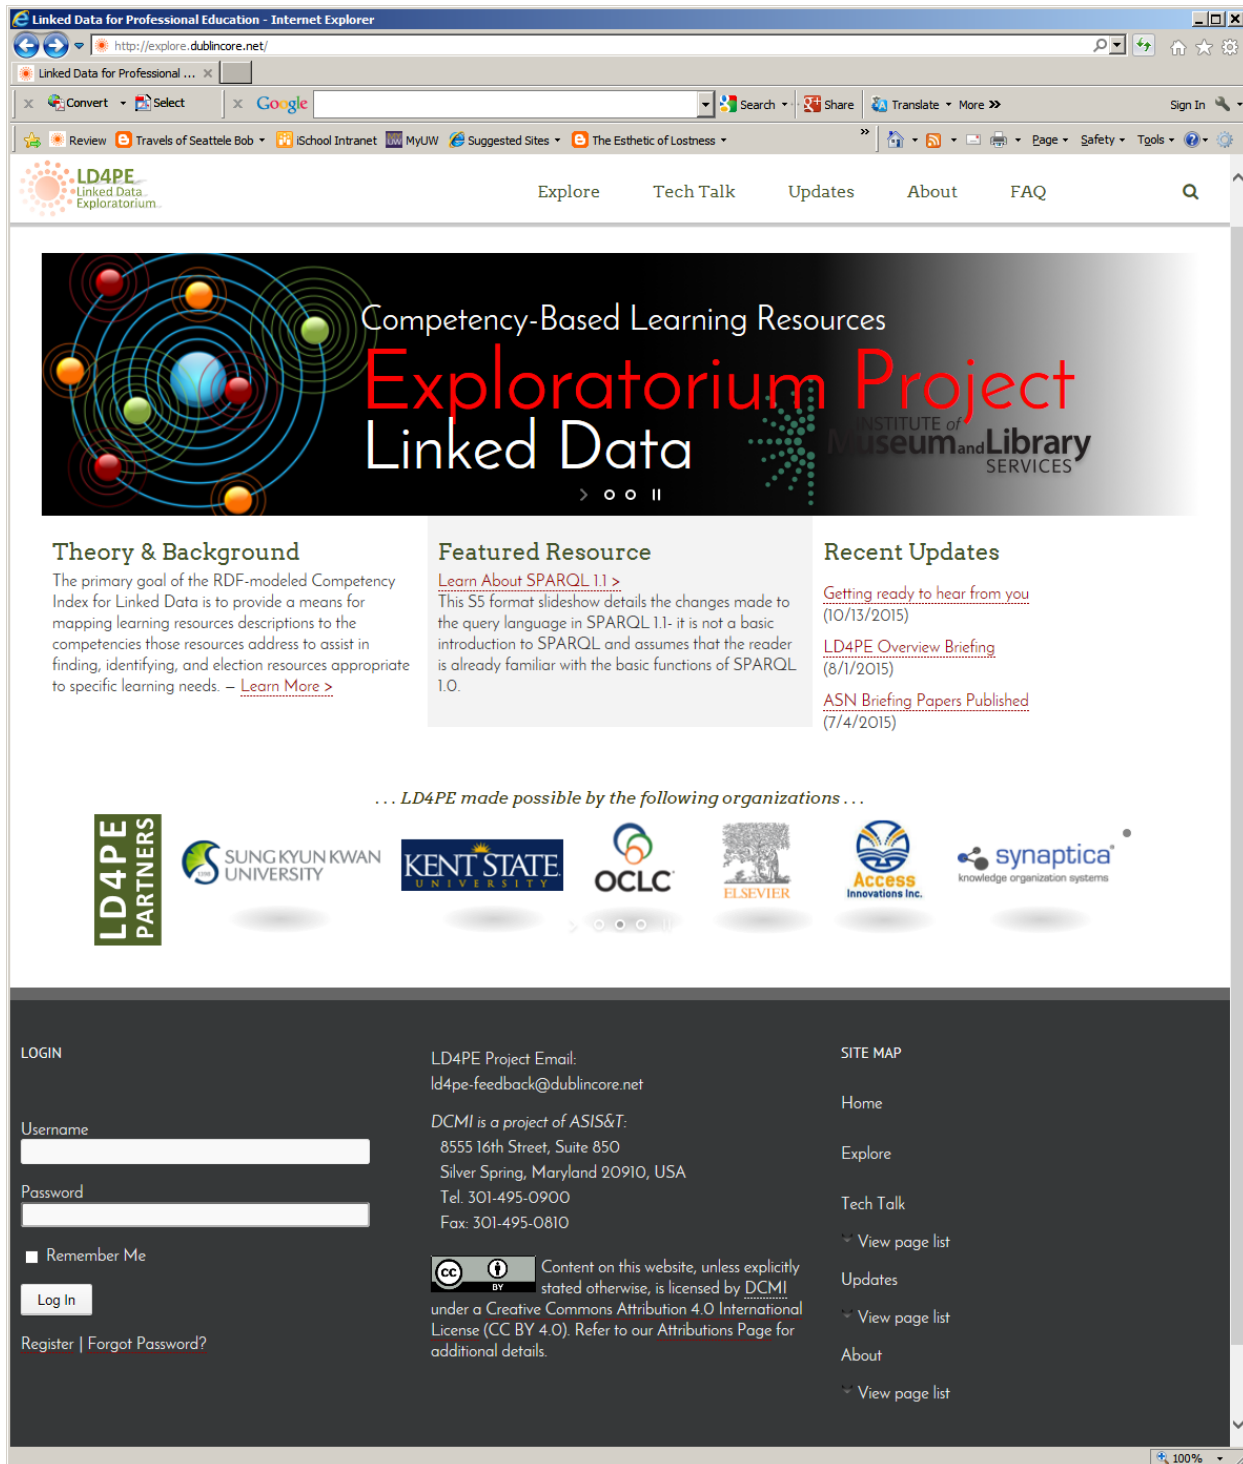 Linked Data for Professional Education - Internet Explorer
http://explore.dublincore.net/
Linked Data for Professional ...
x Convert Select x Google Search Share Translate More >> Sign In
Review Travels of Seattele Bob iSchool Intranet MyUW Suggested Sites The Esthetic of Lostness >> Page Safety Tools
LD4PE
Linked Data
Exploratorium
Explore Tech Talk Updates About FAQ
Competency-Based Learning Resources
Exploratorium Project
Linked Data
INSTITUTE of
Museum and Library
SERVICES
Theory & Background
The primary goal of the RDF-modeled Competency
Index for Linked Data is to provide a means for
mapping learning resources descriptions to the
competencies those resources address to assist in
finding, identifying, and election resources appropriate
to specific learning needs. – Learn More >
Featured Resource
Learn About SPARQL 1.1 >
This S5 format slideshow details the changes made to
the query language in SPARQL 1.1- it is not a basic
introduction to SPARQL and assumes that the reader
is already familiar with the basic functions of SPARQL
1.0.
Recent Updates
Getting ready to hear from you
(10/13/2015)
LD4PE Overview Briefing
(8/1/2015)
ASN Briefing Papers Published
(7/4/2015)
. . . LD4PE made possible by the following organizations . . .
LD4PE
PARTNERS
SUNGKYUNKWAN
UNIVERSITY
KENT STATE
UNIVERSITY
OCLC
ELSEVIER
Access
Innovations Inc.
synaptica
knowledge organization systems
LOGIN
Username
Password
Remember Me
Log In
Register | Forgot Password?
LD4PE Project Email:
ld4pe-feedback@dublincore.net
DCMI is a project of ASIS&T:
8555 16th Street, Suite 850
Silver Spring, Maryland 20910, USA
Tel. 301-495-0900
Fax: 301-495-0810
cc BY Content on this website, unless explicitly
stated otherwise, is licensed by DCMI
under a Creative Commons Attribution 4.0 International
License (CC BY 4.0). Refer to our Attributions Page for
additional details.
SITE MAP
Home
Explore
Tech Talk
View page list
Updates
View page list
About
View page list
100%